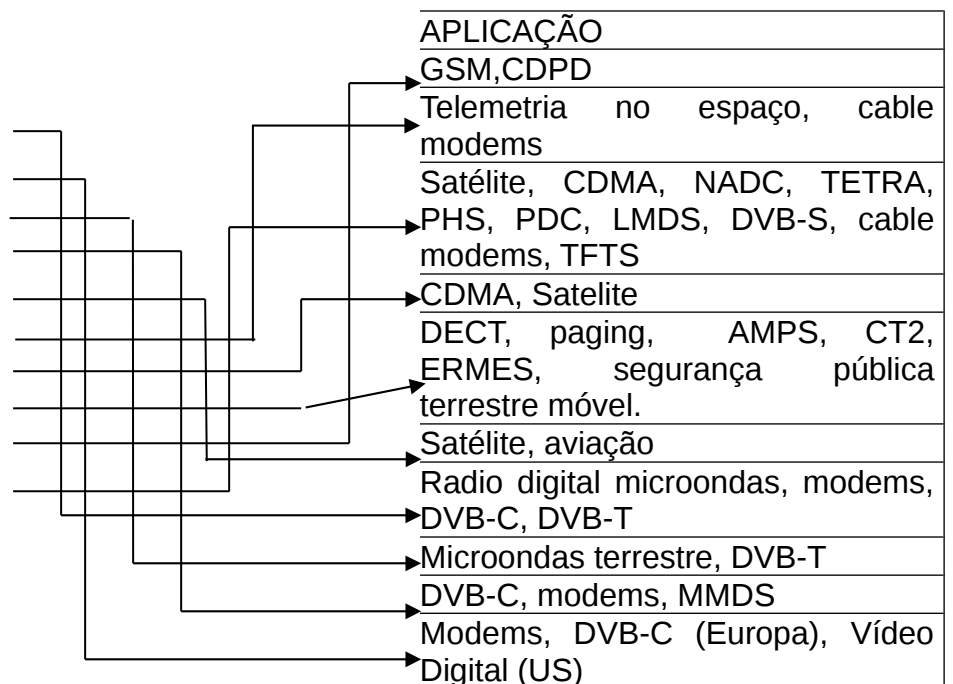 APLICAÇÃO
GSM,CDPD
Telemetria no espaço, cable
modems
Satélite, CDMA, NADC, TETRA,
PHS, PDC, LMDS, DVB-S, cable
modems, TFTS
CDMA, Satelite
DECT, paging, AMPS, CT2,
ERMES, segurança pública
terrestre móvel.
Satélite, aviação
Radio digital microondas, modems,
DVB-C, DVB-T
Microondas terrestre, DVB-T
DVB-C, modems, MMDS
Modems, DVB-C (Europa), Vídeo
Digital (US)